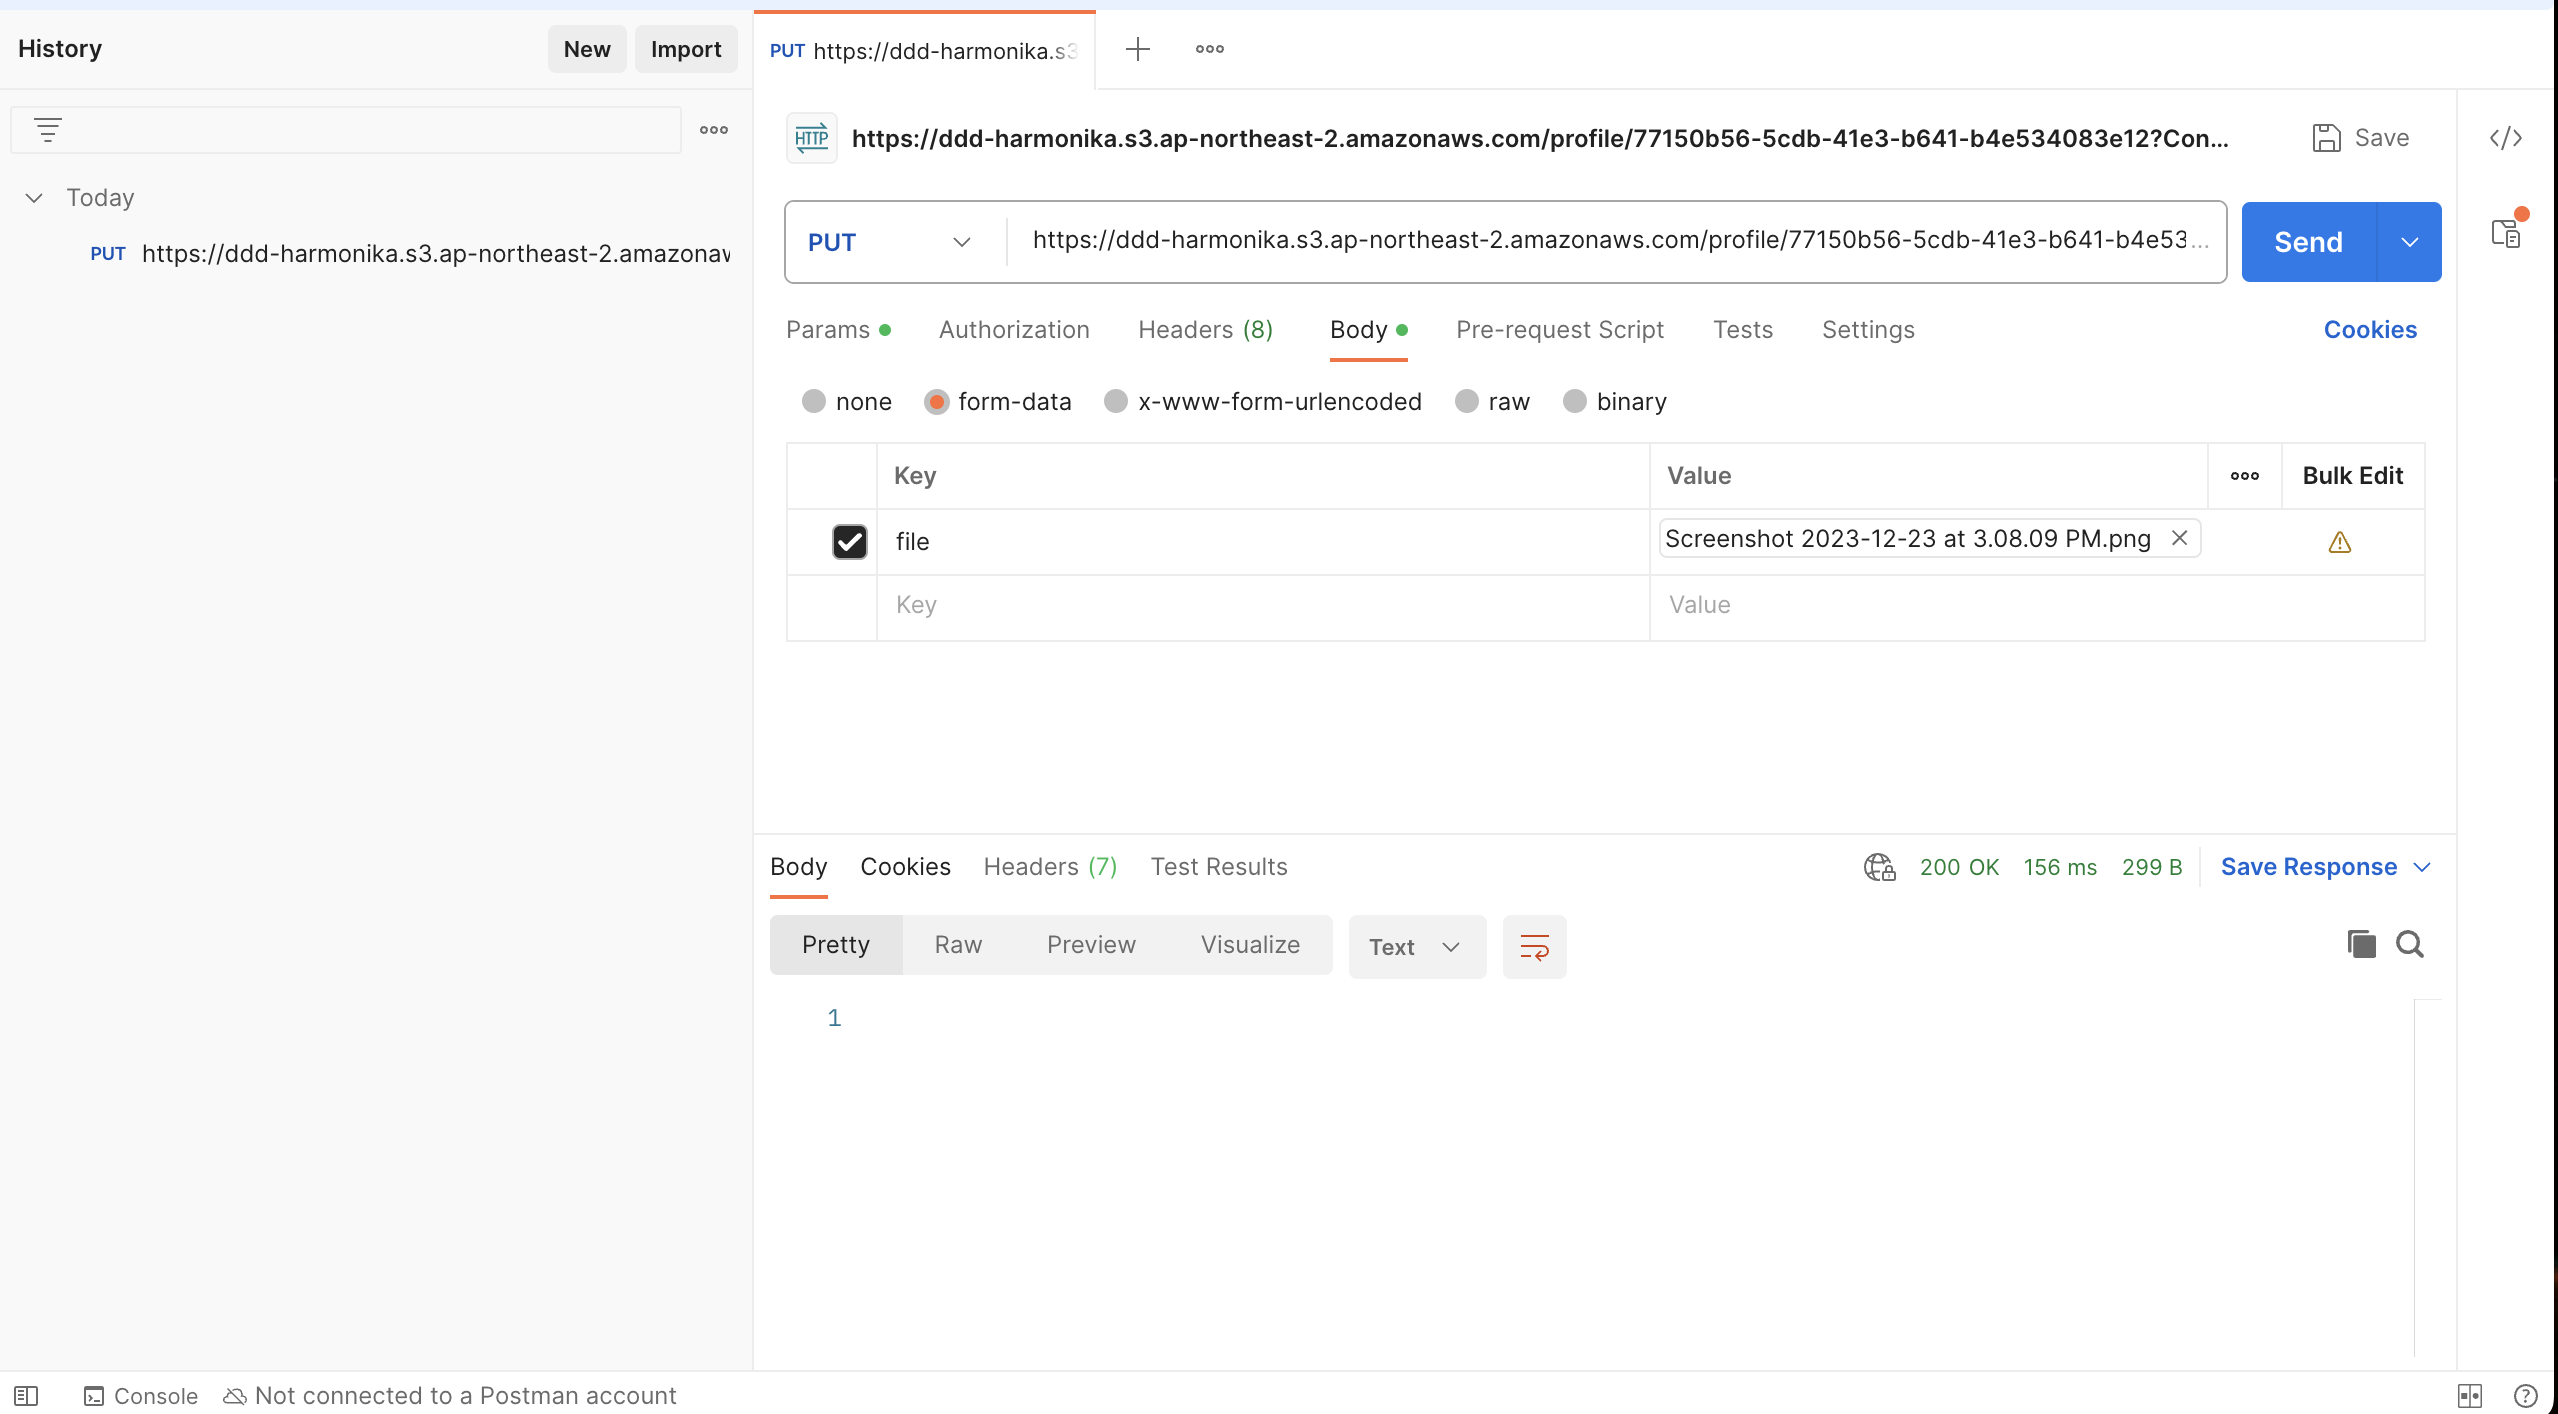 History
New
Import
PUT https://ddd-harmonika.s3
Today
PUT https://ddd-harmonika.s3.ap-northeast-2.amazonaw
HTTP
https://ddd-harmonika.s3.ap-northeast-2.amazonaws.com/profile/77150b56-5cdb-41e3-b641-b4e534083e12?Con...
Save
</>
PUT
https://ddd-harmonika.s3.ap-northeast-2.amazonaws.com/profile/77150b56-5cdb-41e3-b641-b4e53...
Send
Params Authorization Headers (8) Body Pre-request Script Tests Settings Cookies
none form-data x-www-form-urlencoded raw binary
Key Value Bulk Edit
file Screenshot 2023-12-23 at 3.08.09 PM.png
Key Value
Body Cookies Headers (7) Test Results 200 OK 156 ms 299 B Save Response
Pretty Raw Preview Visualize Text
1
Console Not connected to a Postman account